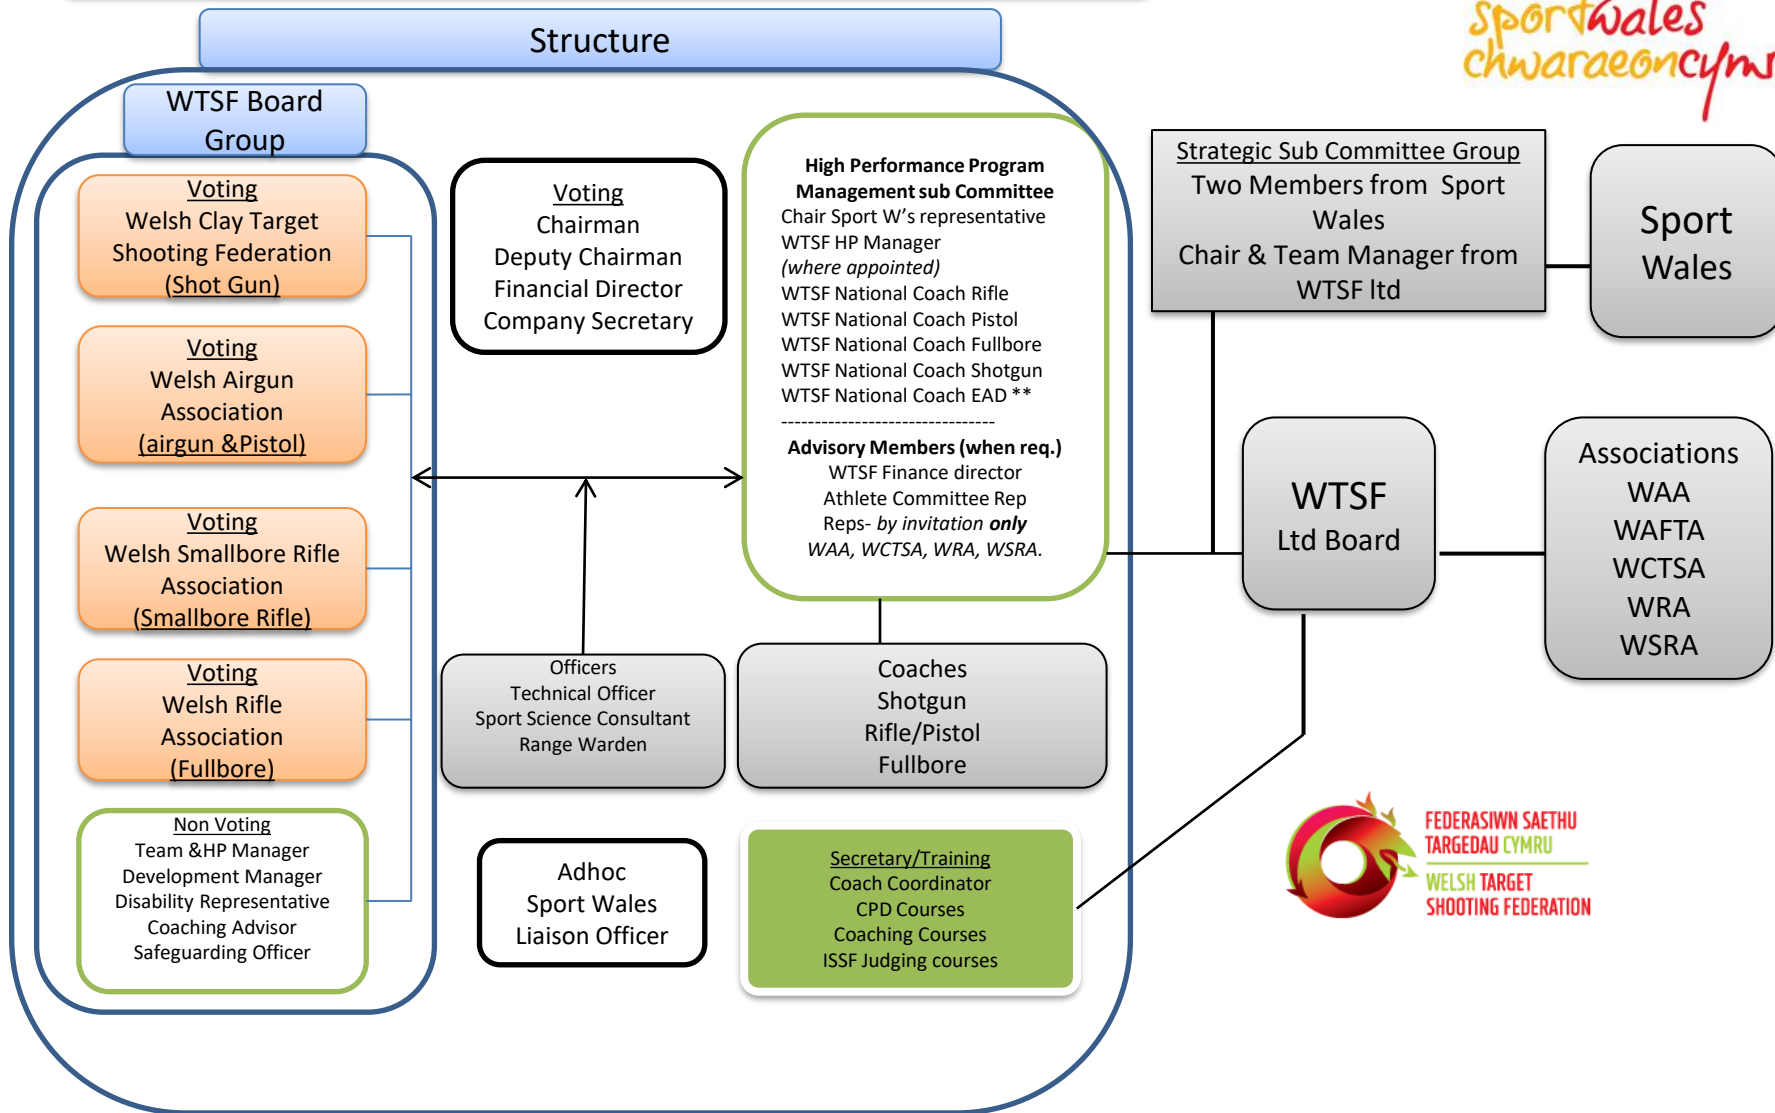 Structure
sportwales
chwaraeoncymr
WTSF Board
Group
Voting
Welsh Clay Target
Shooting Federation
(Shot Gun)
Voting
Welsh Airgun
Association
(airgun &Pistol)
Voting
Welsh Smallbore Rifle
Association
(Smallbore Rifle)
Voting
Welsh Rifle
Association
(Fullbore)
Non Voting
Team &HP Manager
Development Manager
Disability Representative
Coaching Advisor
Safeguarding Officer
Voting
Chairman
Deputy Chairman
Financial Director
Company Secretary
Officers
Technical Officer
Sport Science Consultant
Range Warden
Adhoc
Sport Wales
Liaison Officer
High Performance Program
Management sub Committee
Chair Sport W's representative
WTSF HP Manager
(where appointed)
WTSF National Coach Rifle
WTSF National Coach Pistol
WTSF National Coach Fullbore
WTSF National Coach Shotgun
WTSF National Coach EAD **
--------------------------------
Advisory Members (when req.)
WTSF Finance director
Athlete Committee Rep
Reps- by invitation only
WAA, WCTSA, WRA, WSRA.
Coaches
Shotgun
Rifle/Pistol
Fullbore
Secretary/Training
Coach Coordinator
CPD Courses
Coaching Courses
ISSF Judging courses
Strategic Sub Committee Group
Two Members from Sport
Wales
Chair & Team Manager from
WTSF ltd
Sport
Wales
WTSF
Ltd Board
Associations
WAA
WAFTA
WCTSA
WRA
WSRA
FEDERASIWN SAETHU
TARGEDAU CYMRU
WELSH TARGET
SHOOTING FEDERATION